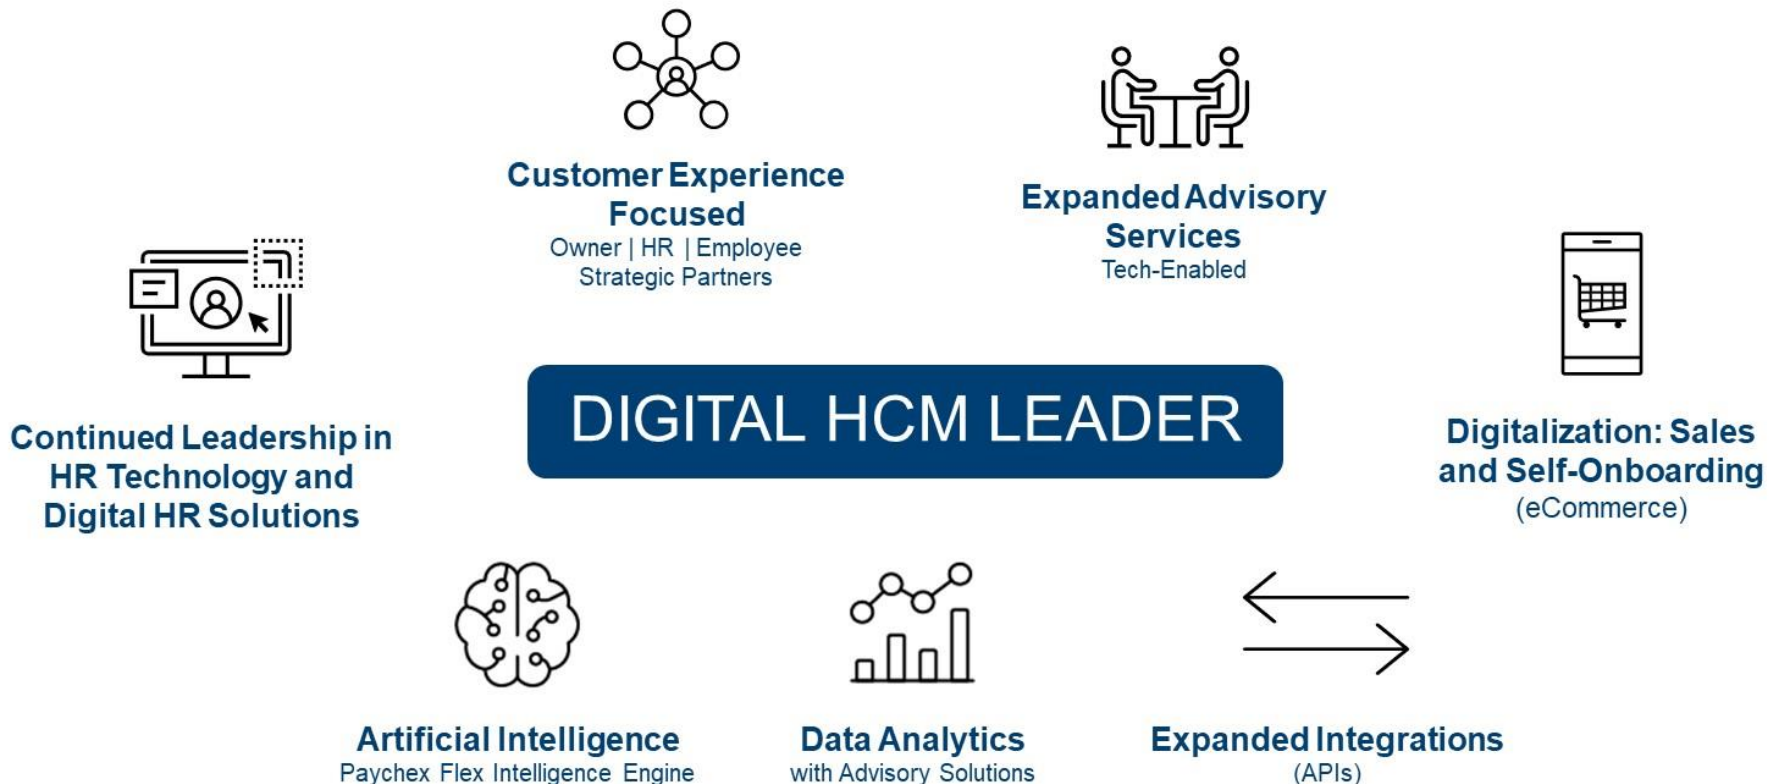 Customer Experience
Focused
Owner | HR | Employee
Strategic Partners
Expanded Advisory
Services
Tech-Enabled
Continued Leadership in
HR Technology and
Digital HR Solutions
DIGITAL HCM LEADER
Digitalization: Sales
and Self-Onboarding
(eCommerce)
Artificial Intelligence
Paychex Flex Intelligence Engine
Data Analytics
with Advisory Solutions
Expanded Integrations
(APIs)